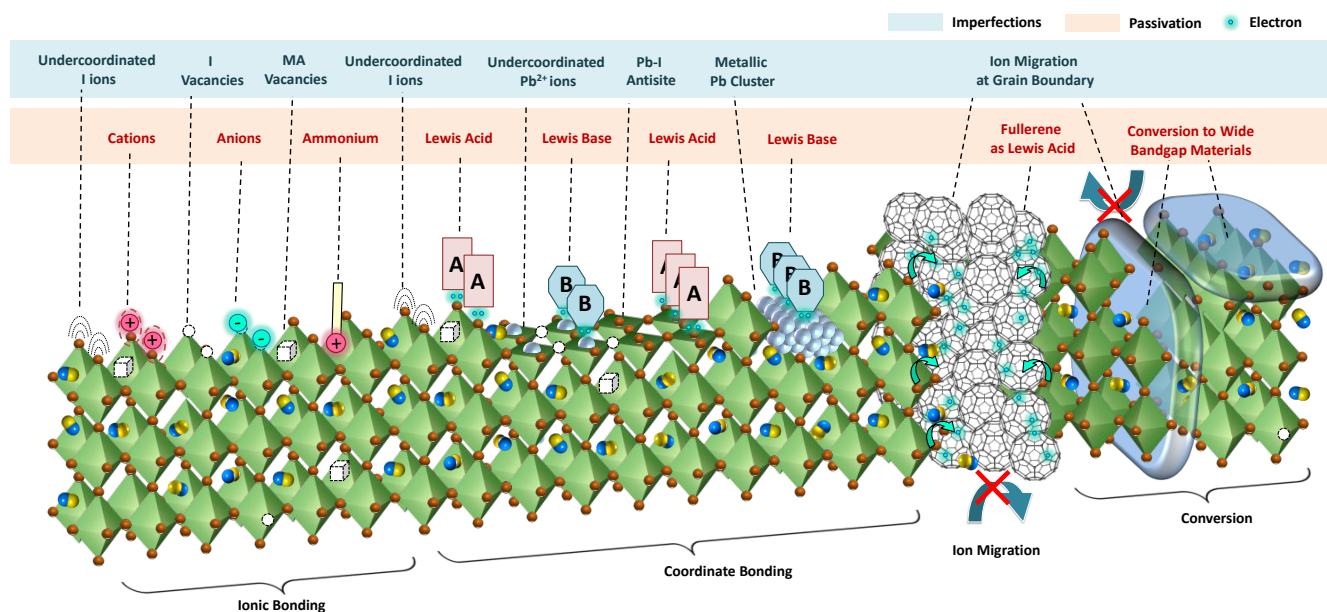 Imperfections
Passivation
Electron
Undercoordinated
I ions
I
Vacancies
MA
Vacancies
Undercoordinated
I ions
Undercoordinated
Pb²⁺ ions
Pb-I
Antisite
Metallic
Pb Cluster
Ion Migration
at Grain Boundary
Cations
Anions
Ammonium
Lewis Acid
Lewis Base
Lewis Acid
Lewis Base
Fullerene
as Lewis Acid
Conversion to Wide
Bandgap Materials
+
+
-
-
+
A
A
B
B
A
A
A
B
B
B
Ionic Bonding
Coordinate Bonding
Ion Migration
Conversion